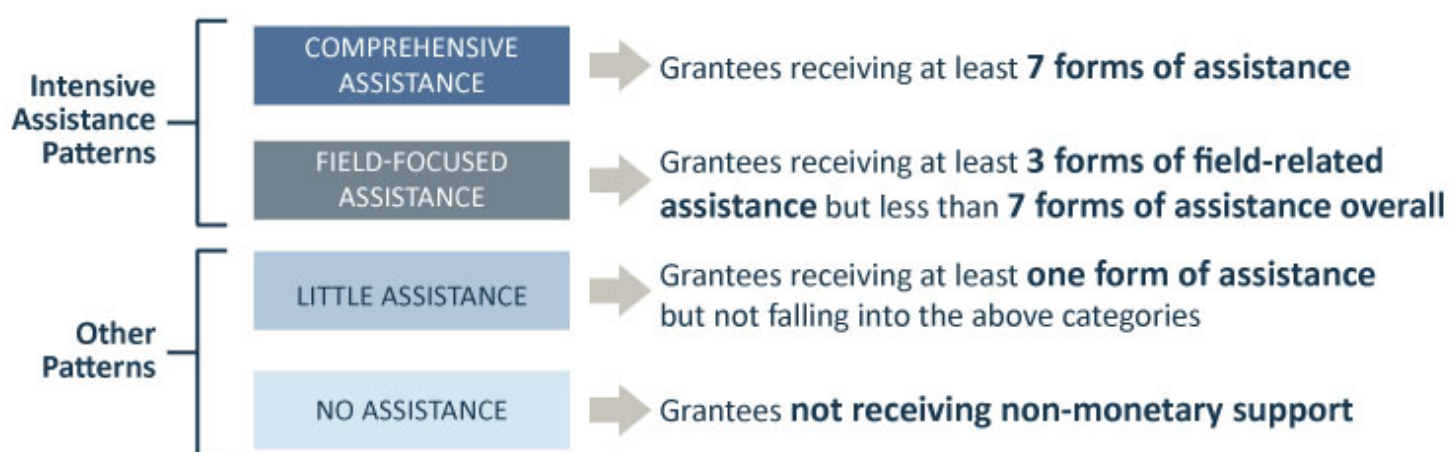 Intensive
Assistance
Patterns
COMPREHENSIVE
ASSISTANCE
Grantees receiving at least 7 forms of assistance
FIELD-FOCUSED
ASSISTANCE
Grantees receiving at least 3 forms of field-related
assistance but less than 7 forms of assistance overall
Other
Patterns
LITTLE ASSISTANCE
Grantees receiving at least one form of assistance
but not falling into the above categories
NO ASSISTANCE
Grantees not receiving non-monetary support